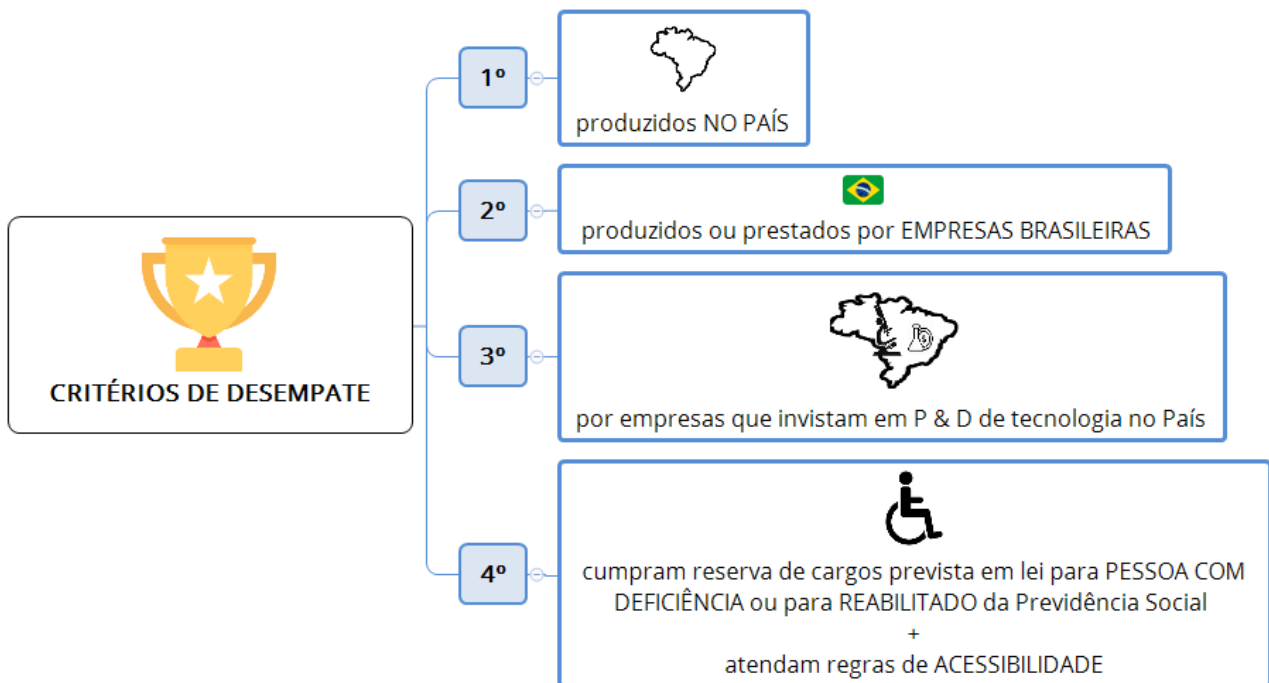 CRITÉRIOS DE DESEMPATE
1º
produzidos NO PAÍS
2º
produzidos ou prestados por EMPRESAS BRASILEIRAS
3º
por empresas que invistam em P & D de tecnologia no País
4º
cumpram reserva de cargos prevista em lei para PESSOA COM
DEFICIÊNCIA ou para REABILITADO da Previdência Social
+
atendam regras de ACESSIBILIDADE